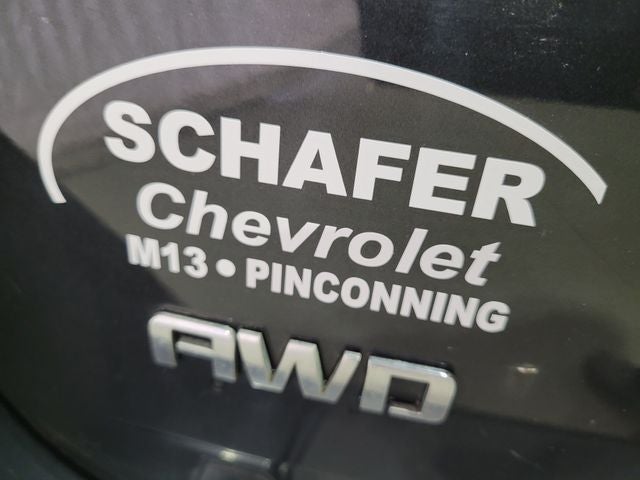 SCHAFER
Chevrolet
M13 • PINCONNING
AWD